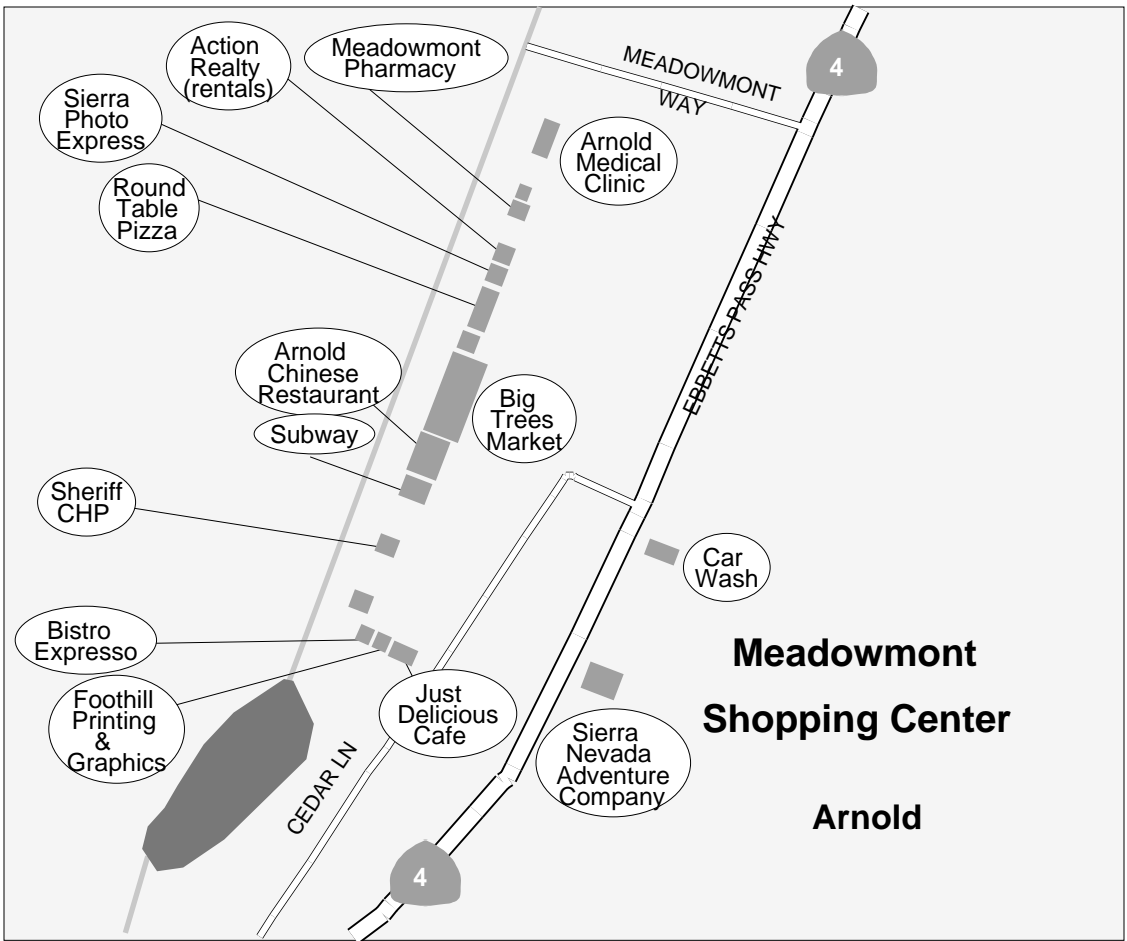 Action
Realty
(rentals)
Meadowmont
Pharmacy
MEADOWMONT
WAY
4
Sierra
Photo
Express
Arnold
Medical
Clinic
Round
Table
Pizza
EBBETTS PASS HWY
Arnold
Chinese
Restaurant
Big
Trees
Market
Subway
Sheriff
CHP
Car
Wash
Bistro
Expresso
Meadowmont
Shopping Center
Arnold
Foothill
Printing
&
Graphics
Just
Delicious
Cafe
Sierra
Nevada
Adventure
Company
CEDAR LN
4